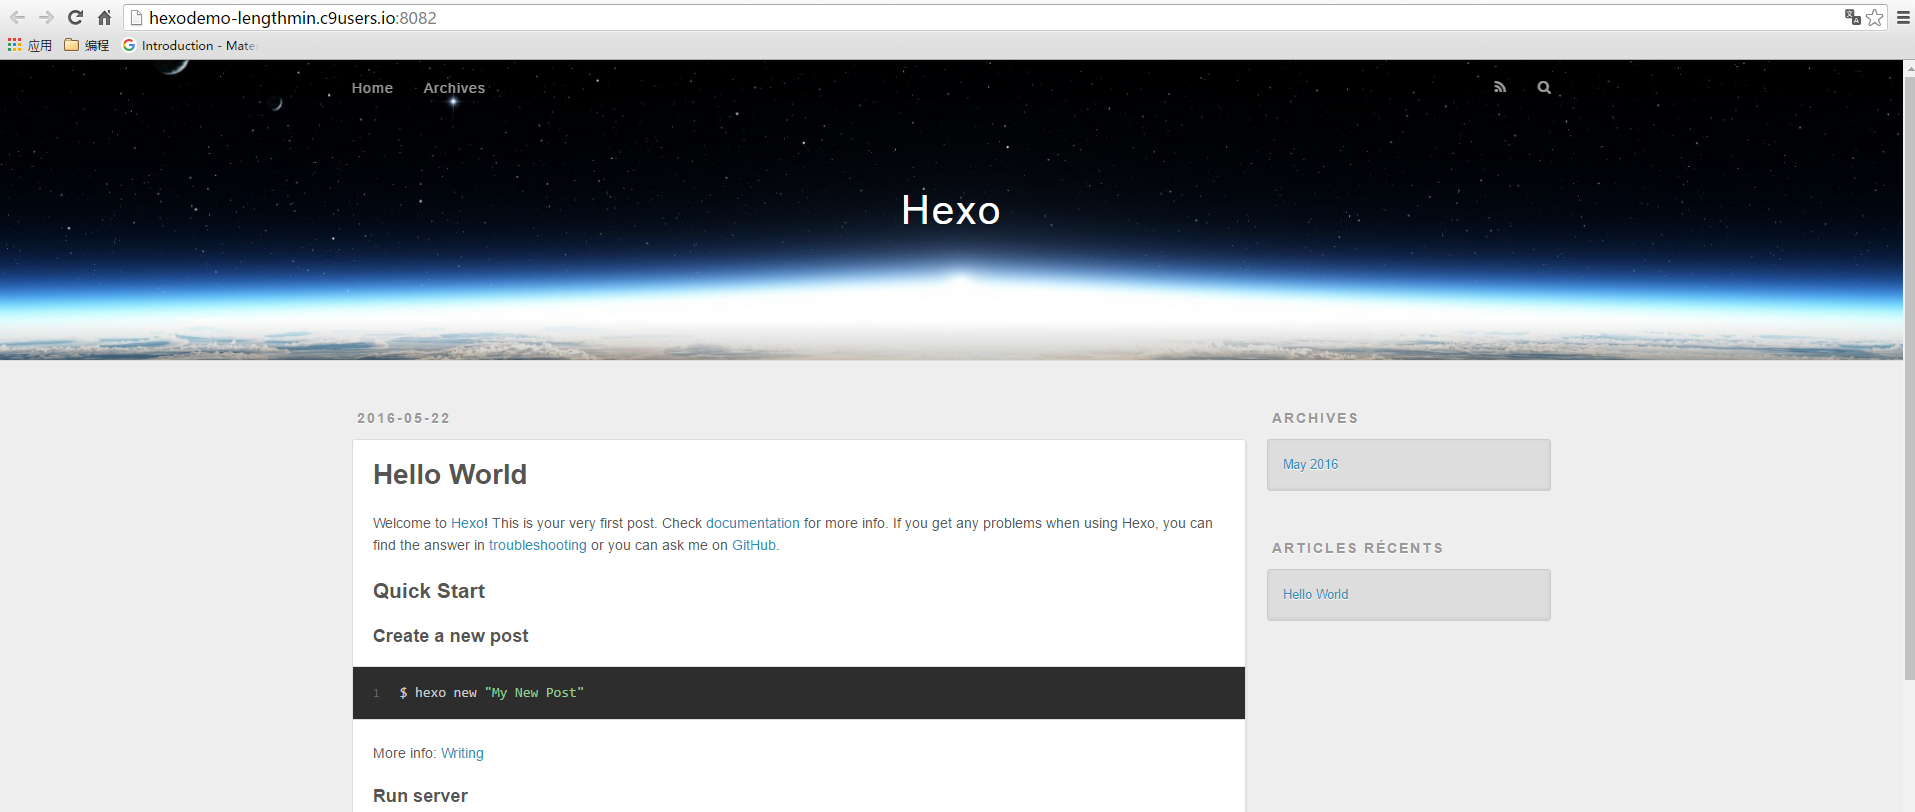 hexodemo-lengthmin.c9users.io:8082
应用 编程 Introduction - Mate
Home Archives
Hexo
2016-05-22
Hello World
Welcome to Hexo! This is your very first post. Check documentation for more info. If you get any problems when using Hexo, you can
find the answer in troubleshooting or you can ask me on GitHub.
Quick Start
Create a new post
1 $ hexo new "My New Post"
More info: Writing
Run server
ARCHIVES
May 2016
ARTICLES RÉCENTS
Hello World